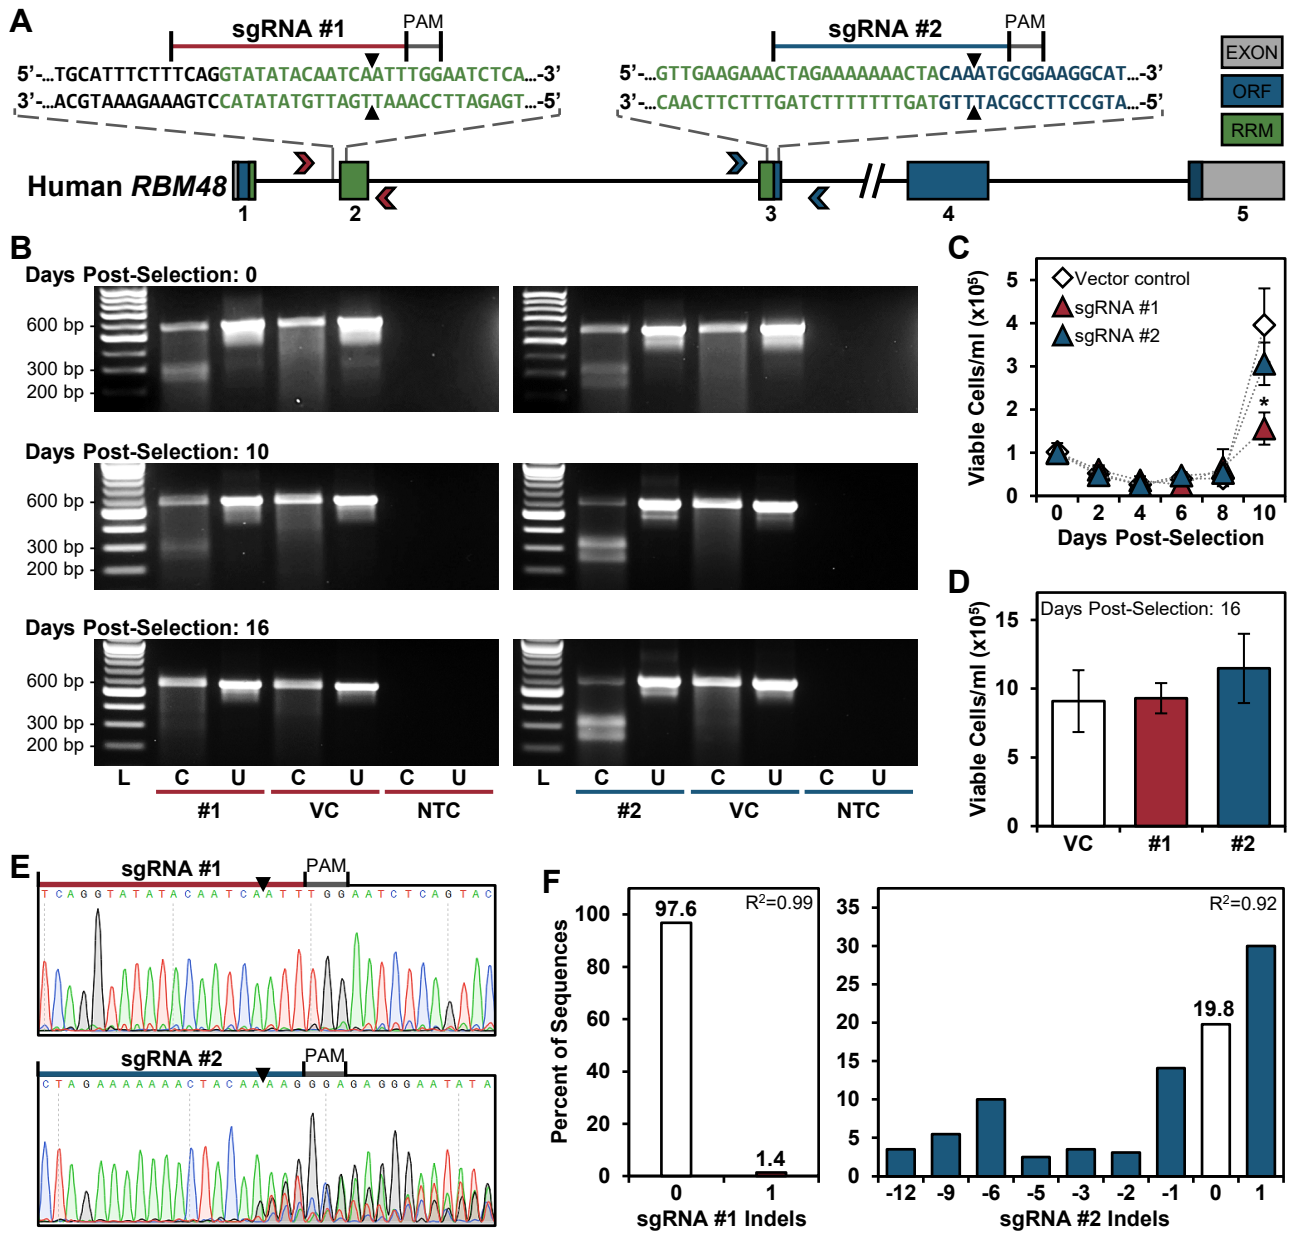 A
sgRNA #1
PAM
5’-...TGCATTTCTTTCAGGTATATACAATCAATTTGGAATCTCA...-3’
3’-...ACGTAAAGAAAGTCCATATATGTTAGTTAAACCTTAGAGT...-5’
sgRNA #2
PAM
5’-...GTTGAAGAAACTAGAAAAAAACTACAAATGCGGAAGGCAT...-3’
3’-...CAACTTCTTTGATCTTTTTTTGATGTTTACGCCTTCCGTA...-5’
EXON
ORF
RRM
Human RBM48
1
2
3
4
5
B
Days Post-Selection: 0
600 bp
300 bp
200 bp
Days Post-Selection: 10
600 bp
300 bp
200 bp
Days Post-Selection: 16
600 bp
300 bp
200 bp
L C U C U C U
#1 VC NTC
L C U C U C U
#2 VC NTC
C
Viable Cells/ml (x10⁵)
5
4
3
2
1
0
Vector control
sgRNA #1
sgRNA #2
*
0 2 4 6 8 10
Days Post-Selection
D
Days Post-Selection: 16
Viable Cells/ml (x10⁵)
15
10
5
0
VC #1 #2
E
sgRNA #1
PAM
T C A G G T A T A T A C A A T C A A T T T G G A A T C T C A G T A C
sgRNA #2
PAM
C T A G A A A A A A A C T A C A A A A G G G A G A G G G A A T A T A
F
Percent of Sequences
100
80
60
40
20
0
97.6
R²=0.99
1.4
0 1
sgRNA #1 Indels
35
30
25
20
15
10
5
0
R²=0.92
19.8
-12 -9 -6 -5 -3 -2 -1 0 1
sgRNA #2 Indels